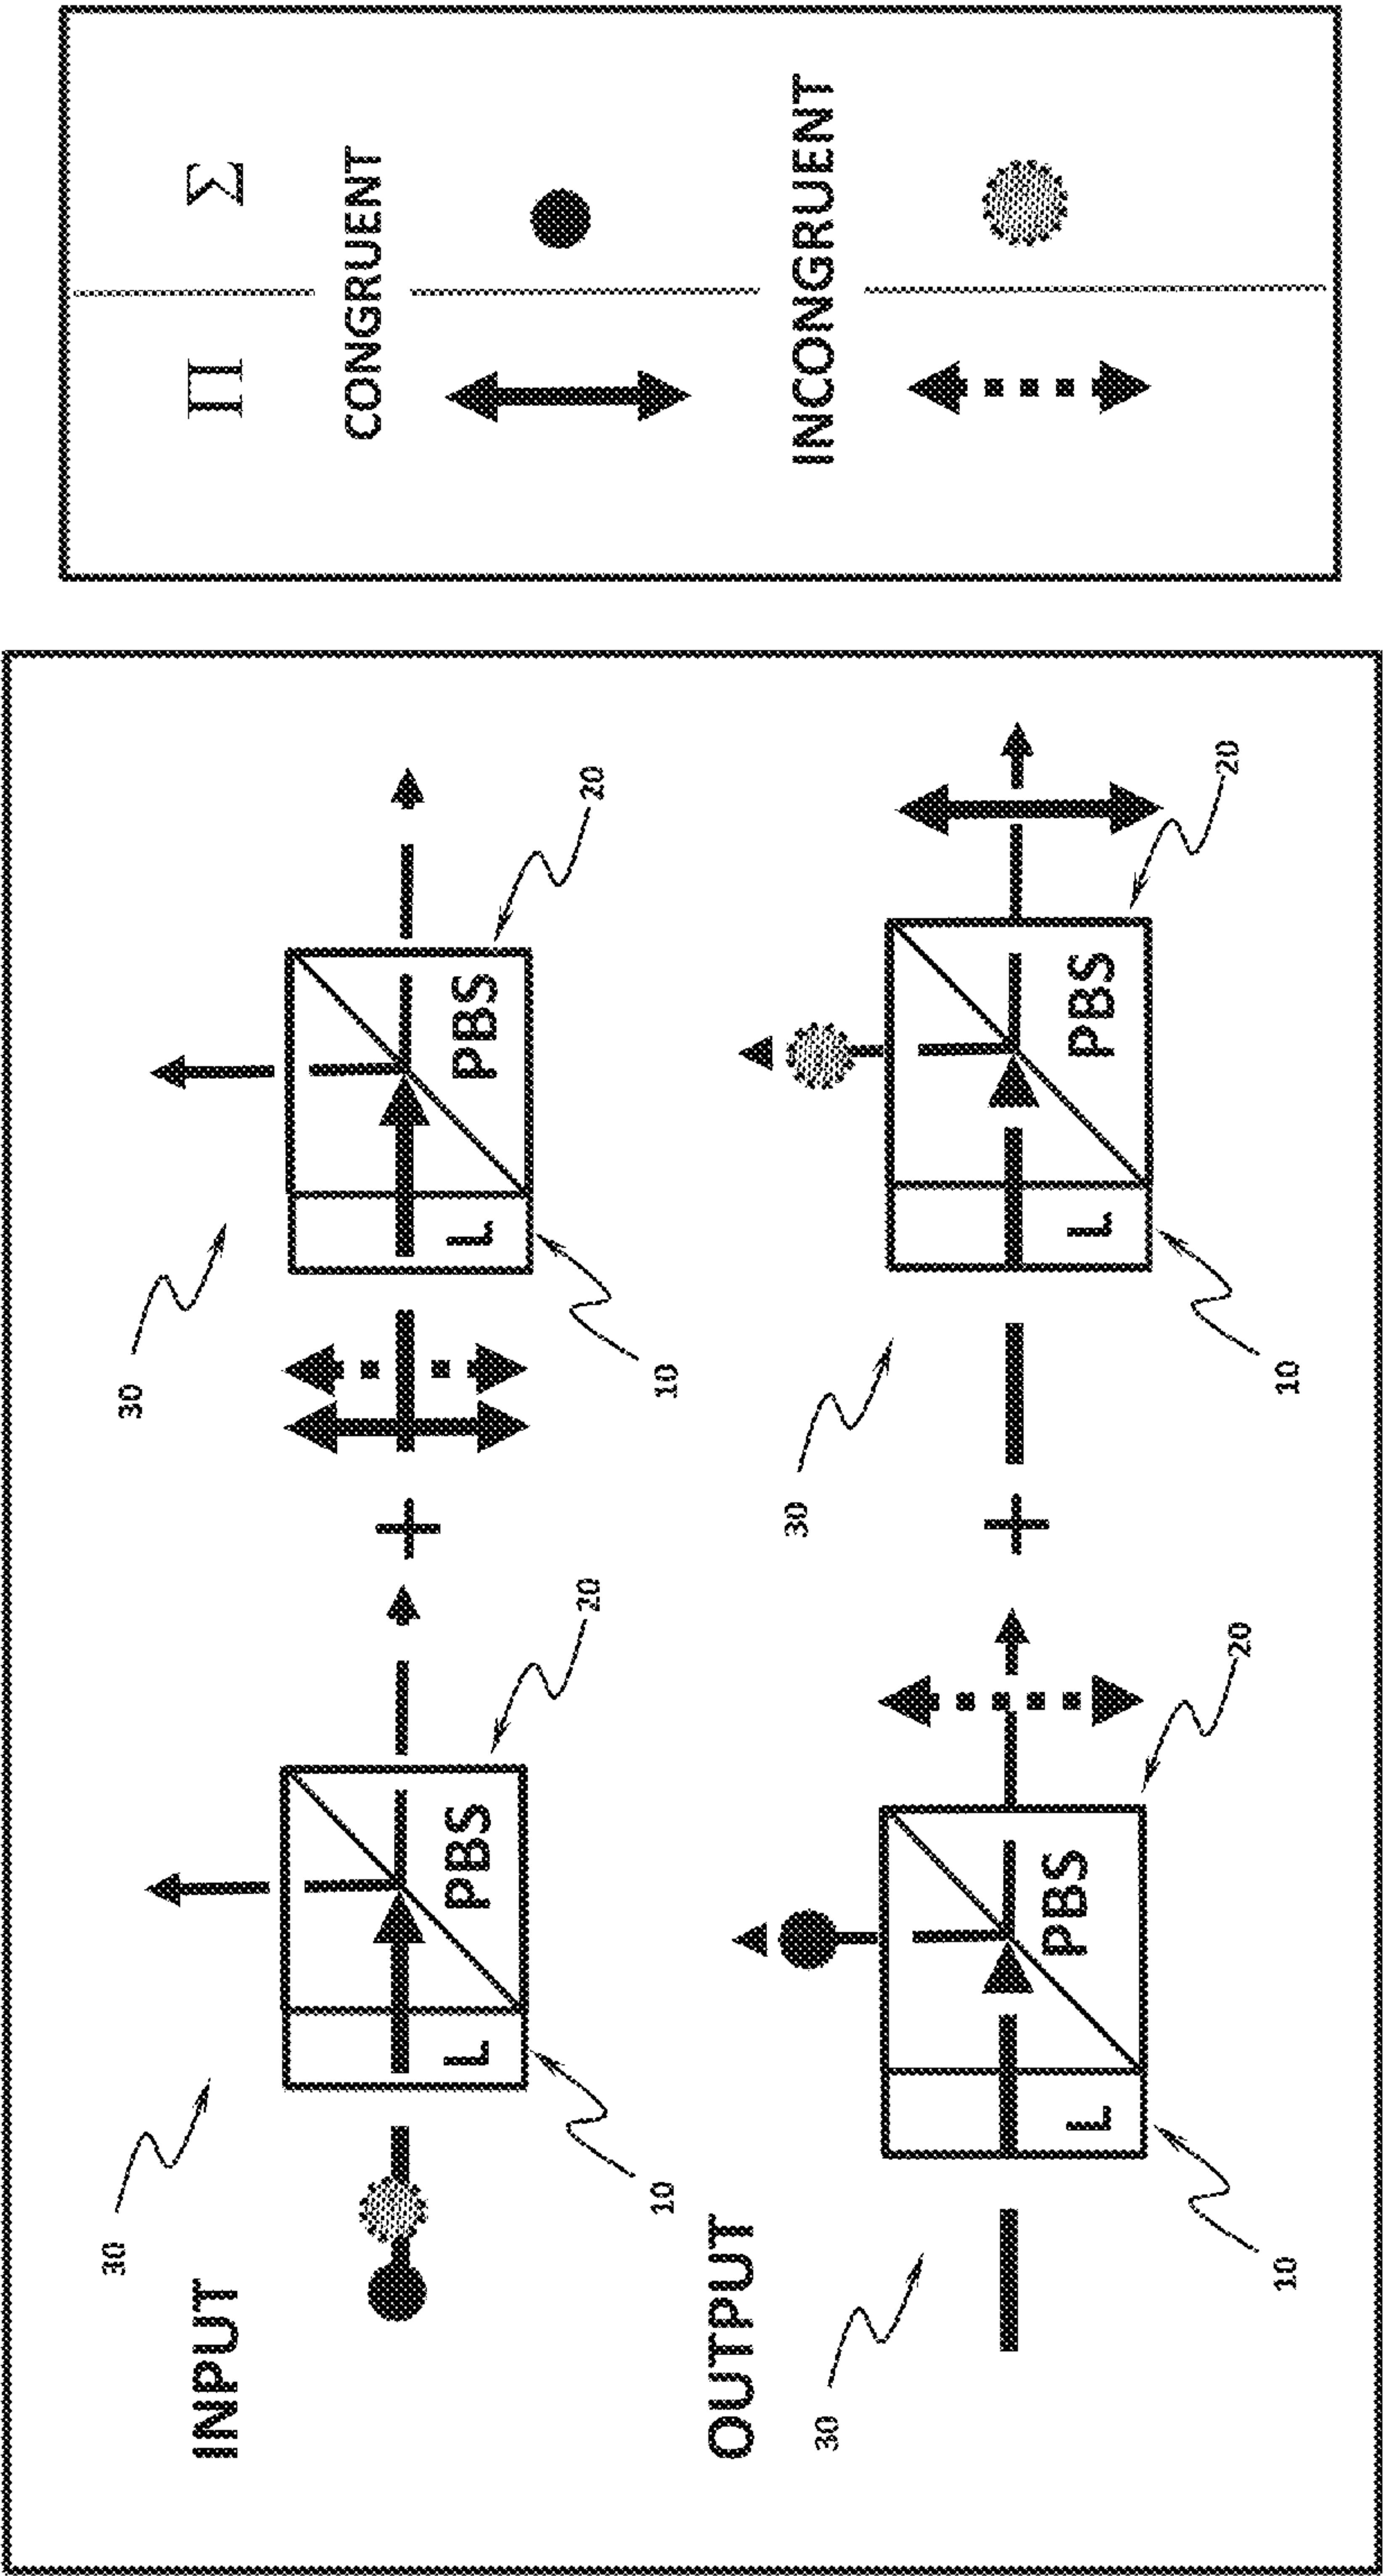 INPUT
30
30
+
L
PBS
L
PBS
20
20
10
10
OUTPUT
30
30
+
L
PBS
L
PBS
20
20
10
10
Π Σ
CONGRUENT
INCONGRUENT